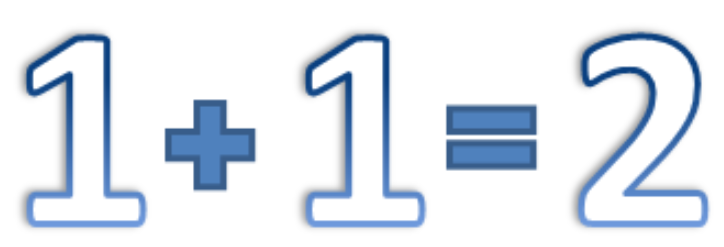 1 + 1 = 2